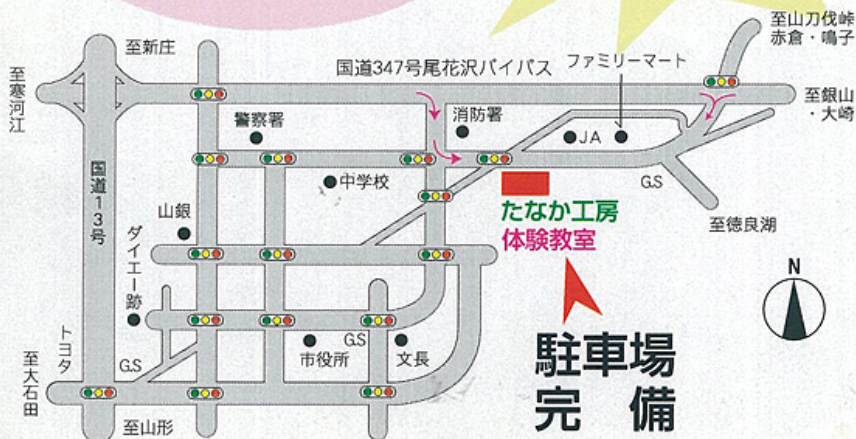 至山刀伐峠
赤倉・鳴子
至新庄
国道347号尾花沢バイパス
ファミリーマート
至寒河江
至銀山
・大崎
警察署
消防署
JA
中学校
G.S
国道13号
たなか工房
体験教室
至徳良湖
山銀
ダイエー跡
N
トヨタ
G.S
市役所
G.S
文長
駐車場
完備
至大石田
至山形